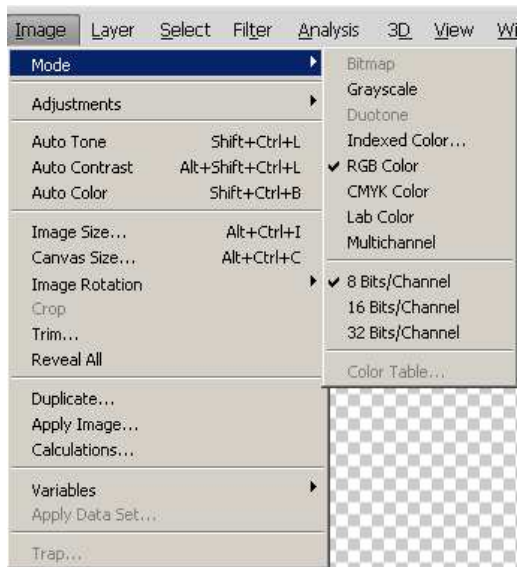 Image Layer Select Filter Analysis 3D View Wi
Mode
Adjustments
Auto Tone Shift+Ctrl+L
Auto Contrast Alt+Shift+Ctrl+L
Auto Color Shift+Ctrl+B
Image Size... Alt+Ctrl+I
Canvas Size... Alt+Ctrl+C
Image Rotation
Crop
Trim...
Reveal All
Duplicate...
Apply Image...
Calculations...
Variables
Apply Data Set...
Trap...
Bitmap
Grayscale
Duotone
Indexed Color...
RGB Color
CMYK Color
Lab Color
Multichannel
8 Bits/Channel
16 Bits/Channel
32 Bits/Channel
Color Table...